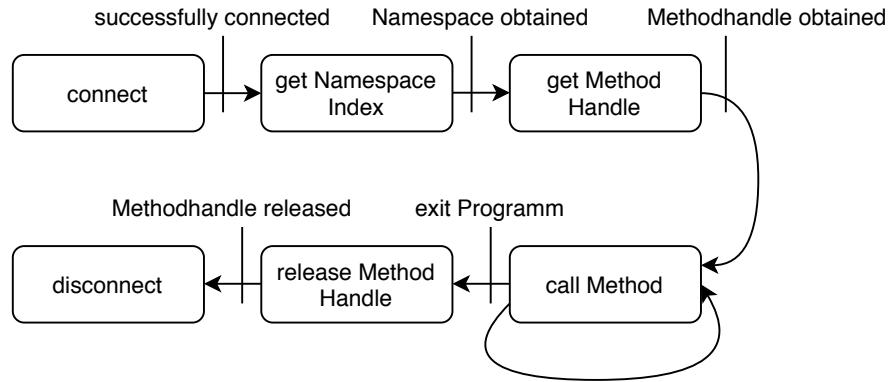 successfully connected
Namespace obtained
Methodhandle obtained
connect
get Namespace
Index
get Method
Handle
Methodhandle released
exit Programm
disconnect
release Method
Handle
call Method